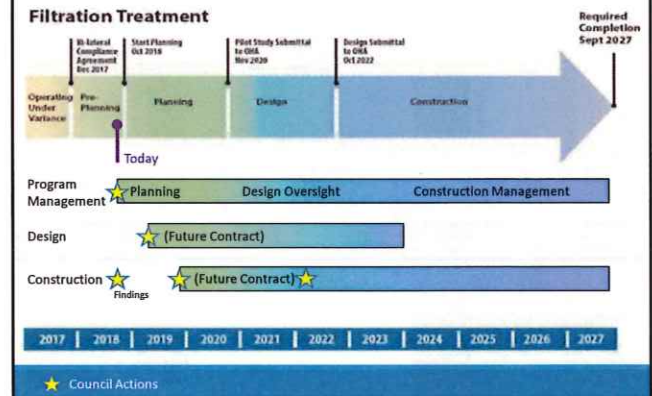 Filtration Treatment
Required
Completion
Sept 2027
Bi-lateral
Compliance
Agreement
Dec 2017
Start Planning
Oct 2018
Pilot Study Submittal
to OHA
Nov 2020
Design Submittal
to OHA
Oct 2022
Operating
Under
Variance
Pre-
Planning
Planning
Design
Construction
Today
Program
Management
Planning
Design Oversight
Construction Management
Design
(Future Contract)
Construction
Findings
(Future Contract)
2017 2018 2019 2020 2021 2022 2023 2024 2025 2026 2027
Council Actions